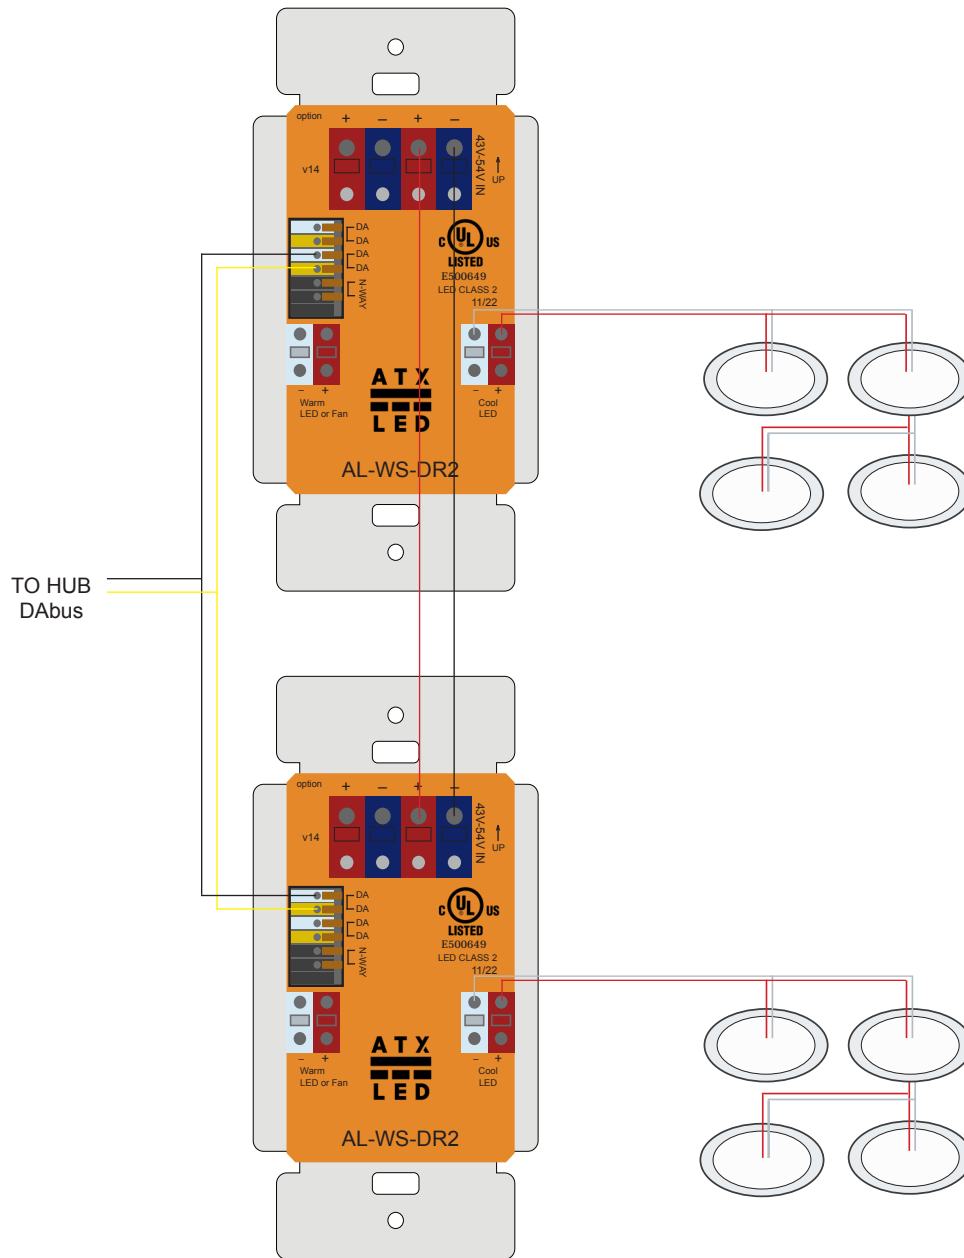 option + – + –
43V-54V IN
UP
v14
DA
DA
DA
DA
N-WAY
C UL US
LISTED
E500649
LED CLASS 2
11/22
– +
Warm
LED or Fan
– +
Cool
LED
ATX
LED
AL-WS-DR2
TO HUB
DAbus
option + – + –
43V-54V IN
UP
v14
DA
DA
DA
DA
N-WAY
C UL US
LISTED
E500649
LED CLASS 2
11/22
– +
Warm
LED or Fan
– +
Cool
LED
ATX
LED
AL-WS-DR2